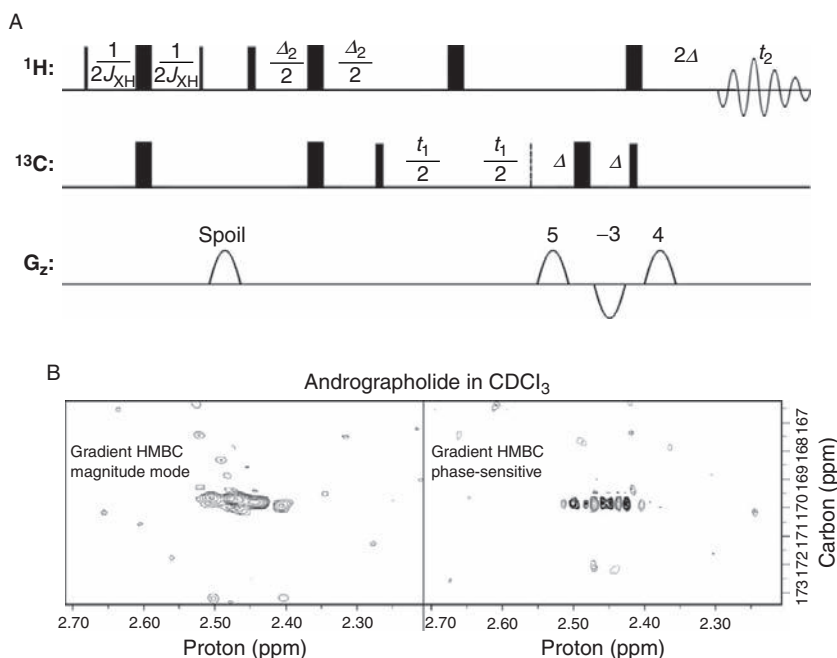 A
¹H: 1/2J_XH 1/2J_XH Δ₂/2 Δ₂/2 2Δ t₂
¹³C: t₁/2 t₁/2 Δ Δ
G_z: Spoil 5 −3 4
B
Andrographolide in CDCl₃
Gradient HMBC
magnitude mode
Gradient HMBC
phase-sensitive
173 172 171 170 169 168 167
Carbon (ppm)
2.70 2.60 2.50 2.40 2.30
2.70 2.60 2.50 2.40 2.30
Proton (ppm)
Proton (ppm)